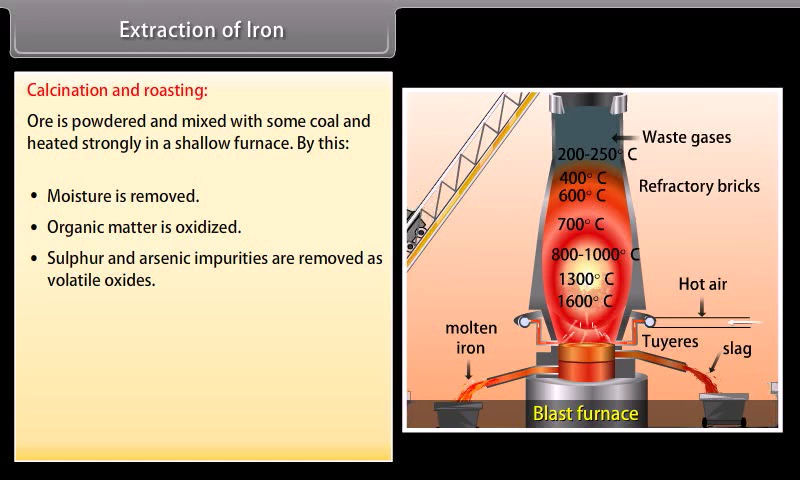 Extraction of Iron
Calcination and roasting:
Ore is powdered and mixed with some coal and
heated strongly in a shallow furnace. By this:
• Moisture is removed.
• Organic matter is oxidized.
• Sulphur and arsenic impurities are removed as
volatile oxides.
Waste gases
200-250° C
400° C
Refractory bricks
600° C
700° C
800-1000° C
1300° C
Hot air
1600° C
molten
iron
Tuyeres
slag
Blast furnace